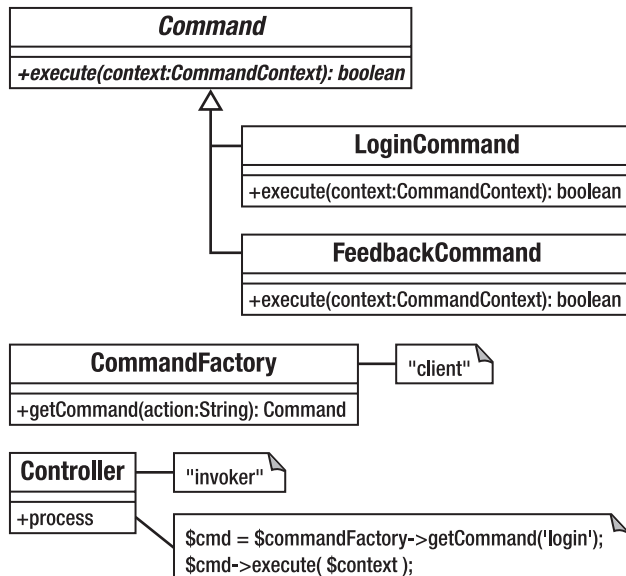 Command
+execute(context:CommandContext): boolean
LoginCommand
+execute(context:CommandContext): boolean
FeedbackCommand
+execute(context:CommandContext): boolean
CommandFactory
"client"
+getCommand(action:String): Command
Controller
"invoker"
+process
$cmd = $commandFactory->getCommand('login');
$cmd->execute( $context );